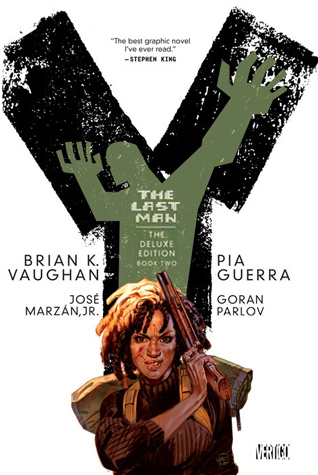 "The best graphic novel
I've ever read."
—STEPHEN KING
Y
THE
LAST
MAN
THE
DELUXE
EDITION
BOOK TWO
BRIAN K.
VAUGHAN
PIA
GUERRA
JOSÉ
MARZÁN, JR.
GORAN
PARLOV
VERTIGO